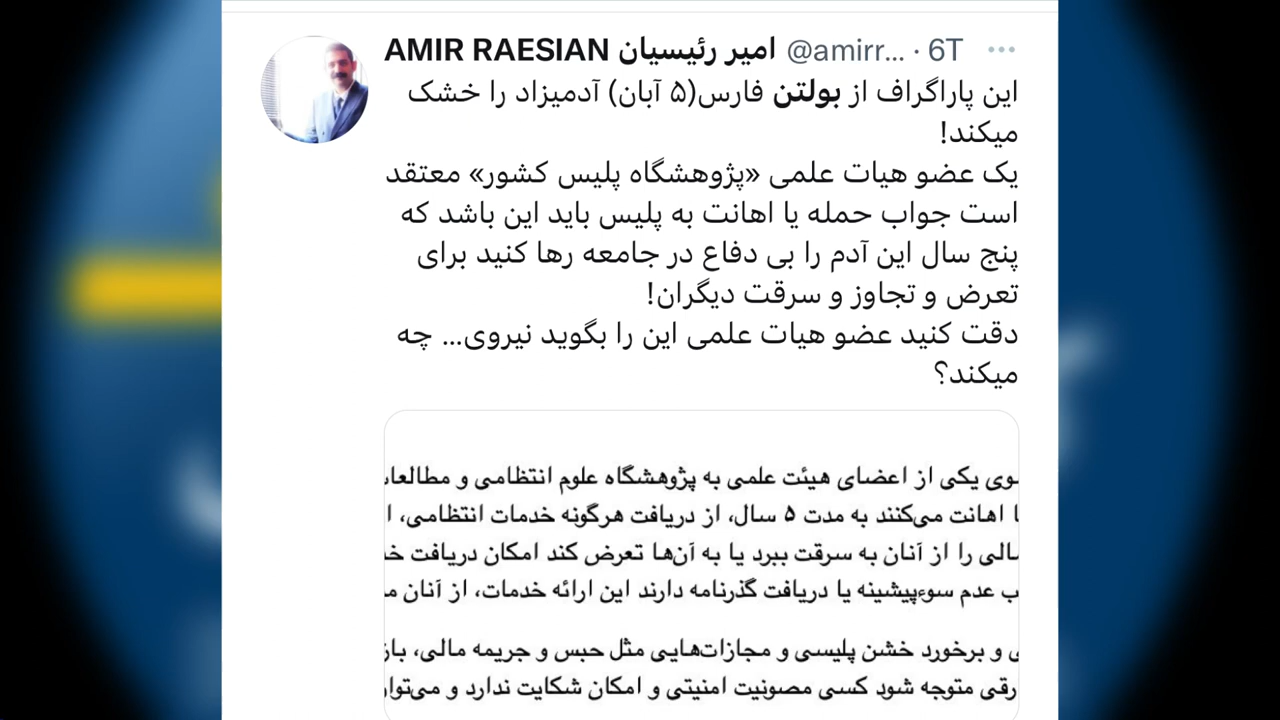 AMIR RAESIAN امیر رئیسیان @amirr... · 6T
این پاراگراف از بولتن فارس(۵ آبان) آدمیزاد را خشک
میکند!
یک عضو هیات علمی «پژوهشگاه پلیس کشور» معتقد
است جواب حمله یا اهانت به پلیس باید این باشد که
پنج سال این آدم را بی دفاع در جامعه رها کنید برای
تعرض و تجاوز و سرقت دیگران!
دقت کنید عضو هیات علمی این را بگوید نیروی... چه
میکند؟
یکی از اعضای هیئت علمی به پژوهشگاه علوم انتظامی و
اهانت می‌کنند به مدت ۵ سال، از دریافت هرگونه خدمات انتظامی،
را از آنان به سرقت ببرد یا به آن‌ها تعرض کند امکان دریافت
عدم سوءپیشینه یا دریافت گذرنامه دارند این ارائه خدمات، از آنان
و برخورد خشن پلیسی و مجازات‌هایی مثل حبس و جریمه مالی،
متوجه شود کسی مصونیت امنیتی و امکان شکایت ندارد و